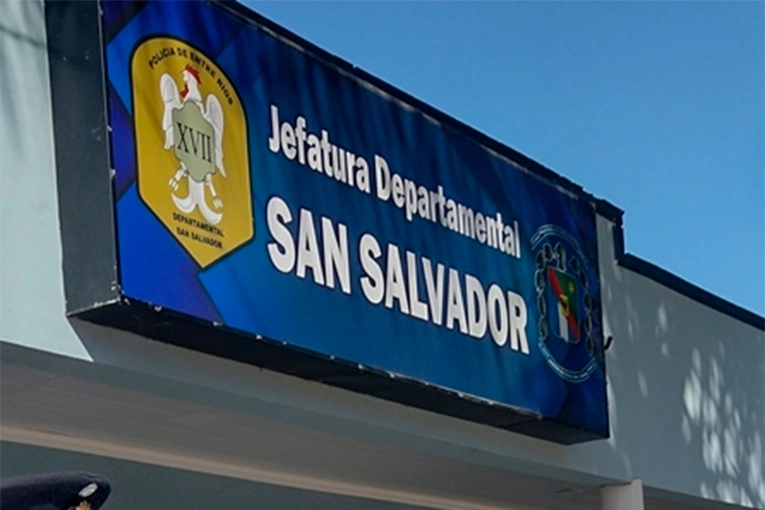 POLICIA DE ENTRE RIOS
XVII
DEPARTAMENTAL
SAN SALVADOR
Jefatura Departamental
SAN SALVADOR